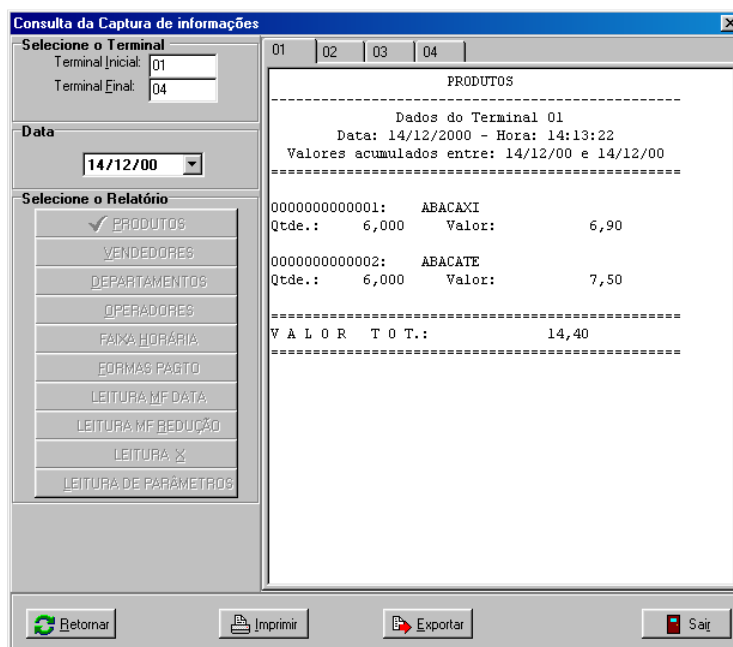 Consulta da Captura de informações
Selecione o Terminal
Terminal Inicial: 01
Terminal Final: 04
Data
14/12/00
Selecione o Relatório
PRODUTOS
VENDEDORES
DEPARTAMENTOS
OPERADORES
FAIXA HORÁRIA
FORMAS PAGTO
LEITURA MF DATA
LEITURA MF REDUÇÃO
LEITURA X
LEITURA DE PARÂMETROS
01 02 03 04
PRODUTOS
--------------------------------------------------
Dados do Terminal 01
Data: 14/12/2000 - Hora: 14:13:22
Valores acumulados entre: 14/12/00 e 14/12/00
==================================================
0000000000001: ABACAXI
Qtde.: 6,000 Valor: 6,90
0000000000002: ABACATE
Qtde.: 6,000 Valor: 7,50
==================================================
V A L O R T O T.: 14,40
==================================================
Retornar Imprimir Exportar Sair